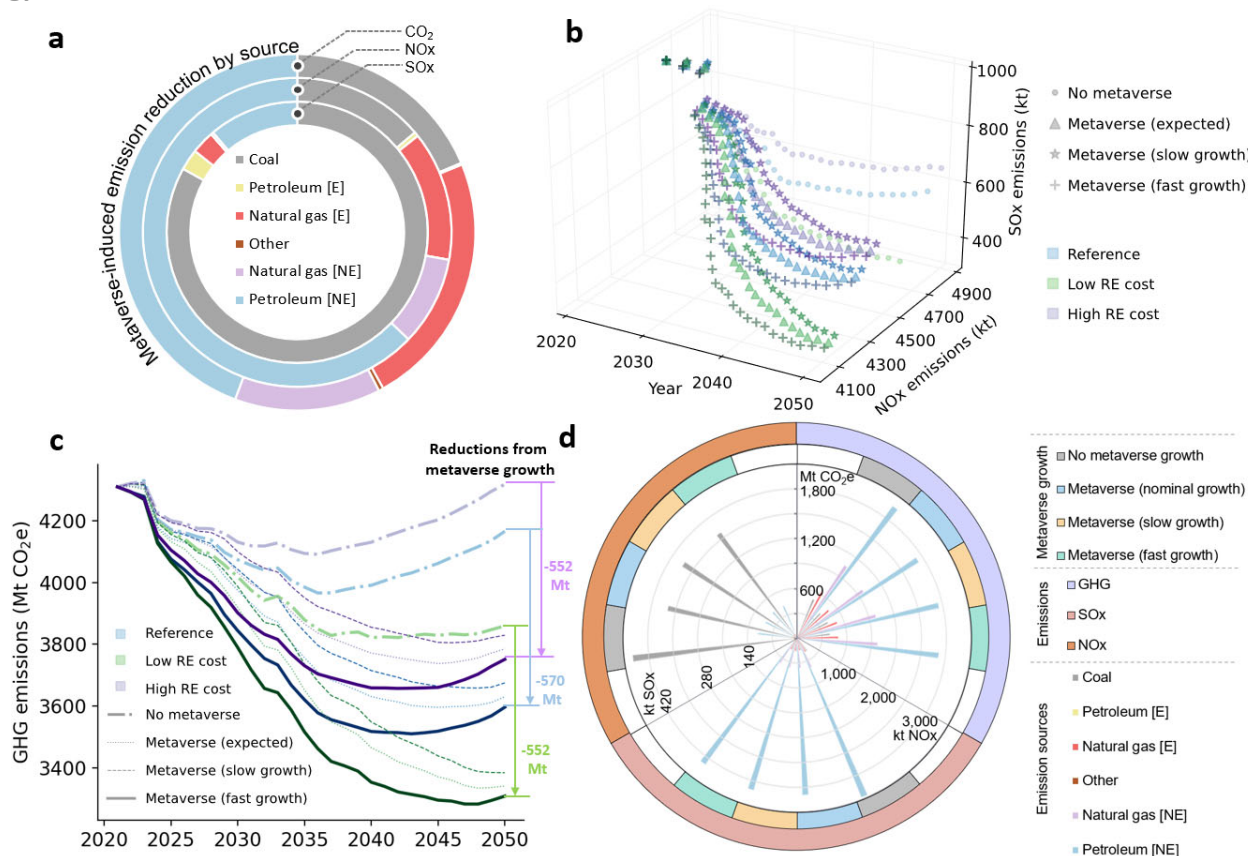 a
Metaverse-induced emission reduction by source
CO₂
NOx
SOx
Coal
Petroleum [E]
Natural gas [E]
Other
Natural gas [NE]
Petroleum [NE]
b
1000
800
600
400
SOx emissions (kt)
2020
2030
2040
2050
Year
4100
4300
4500
4700
4900
NOx emissions (kt)
No metaverse
Metaverse (expected)
Metaverse (slow growth)
Metaverse (fast growth)
Reference
Low RE cost
High RE cost
c
Reductions from
metaverse growth
GHG emissions (Mt CO₂e)
4200
4000
3800
3600
3400
2020
2025
2030
2035
2040
2045
2050
-552
Mt
-570
Mt
-552
Mt
Reference
Low RE cost
High RE cost
No metaverse
Metaverse (expected)
Metaverse (slow growth)
Metaverse (fast growth)
d
Mt CO₂e
1,800
1,200
600
140
280
420
kt SOx
1,000
2,000
3,000
kt NOx
Metaverse growth
No metaverse growth
Metaverse (nominal growth)
Metaverse (slow growth)
Metaverse (fast growth)
Emissions
GHG
SOx
NOx
Emission sources
Coal
Petroleum [E]
Natural gas [E]
Other
Natural gas [NE]
Petroleum [NE]